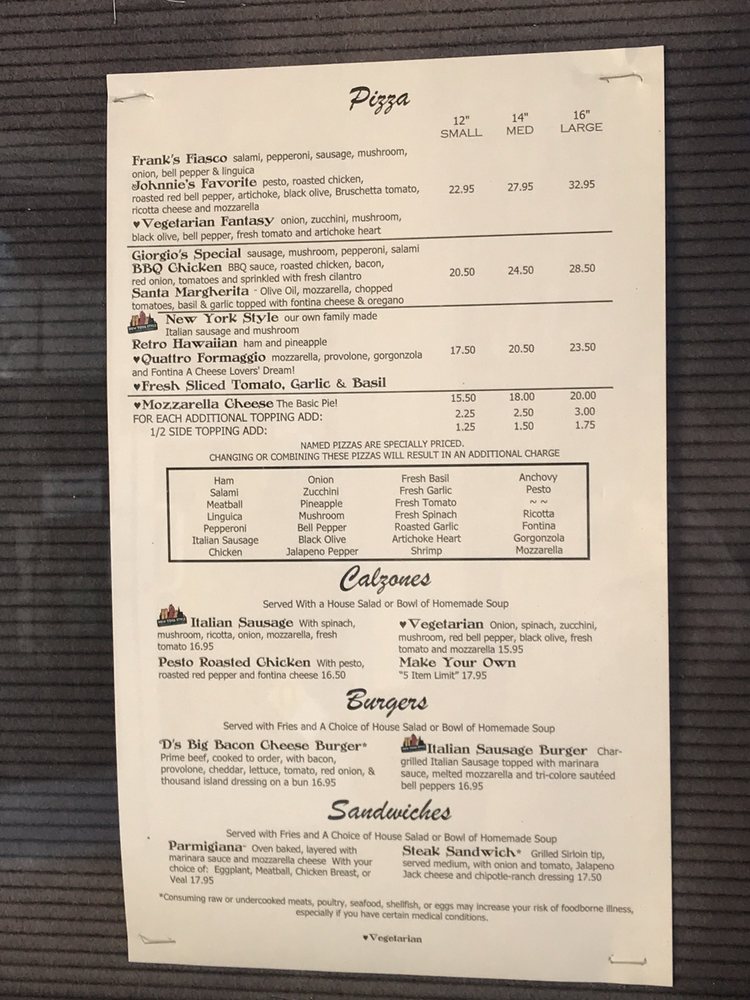 Pizza
12" 14" 16"
SMALL MED LARGE
Frank's Fiasco salami, pepperoni, sausage, mushroom,
onion, bell pepper & linguica
Johnnie's Favorite pesto, roasted chicken,
roasted red bell pepper, artichoke, black olive, Bruschetta tomato, 22.95 27.95 32.95
ricotta cheese and mozzarella
♥Vegetarian Fantasy onion, zucchini, mushroom,
black olive, bell pepper, fresh tomato and artichoke heart
Giorgio's Special sausage, mushroom, pepperoni, salami
BBQ Chicken BBQ sauce, roasted chicken, bacon, 20.50 24.50 28.50
red onion, tomatoes and sprinkled with fresh cilantro
Santa Margherita - Olive Oil, mozzarella, chopped
tomatoes, basil & garlic topped with fontina cheese & oregano
NEW YORK STYLE New York Style our own family made
Italian sausage and mushroom
Retro Hawaiian ham and pineapple
♥Quattro Formaggio mozzarella, provolone, gorgonzola 17.50 20.50 23.50
and Fontina A Cheese Lovers' Dream!
♥Fresh Sliced Tomato, Garlic & Basil
♥Mozzarella Cheese The Basic Pie! 15.50 18.00 20.00
FOR EACH ADDITIONAL TOPPING ADD: 2.25 2.50 3.00
1/2 SIDE TOPPING ADD: 1.25 1.50 1.75
NAMED PIZZAS ARE SPECIALLY PRICED.
CHANGING OR COMBINING THESE PIZZAS WILL RESULT IN AN ADDITIONAL CHARGE
Ham Onion Fresh Basil Anchovy
Salami Zucchini Fresh Garlic Pesto
Meatball Pineapple Fresh Tomato ~ ~
Linguica Mushroom Fresh Spinach Ricotta
Pepperoni Bell Pepper Roasted Garlic Fontina
Italian Sausage Black Olive Artichoke Heart Gorgonzola
Chicken Jalapeno Pepper Shrimp Mozzarella
Calzones
Served With a House Salad or Bowl of Homemade Soup
NEW YORK STYLE Italian Sausage With spinach,
mushroom, ricotta, onion, mozzarella, fresh
tomato 16.95
Pesto Roasted Chicken With pesto,
roasted red pepper and fontina cheese 16.50
♥Vegetarian Onion, spinach, zucchini,
mushroom, red bell pepper, black olive, fresh
tomato and mozzarella 15.95
Make Your Own
"5 Item Limit" 17.95
Burgers
Served with Fries and A Choice of House Salad or Bowl of Homemade Soup
'D's Big Bacon Cheese Burger*
Prime beef, cooked to order, with bacon,
provolone, cheddar, lettuce, tomato, red onion, &
thousand island dressing on a bun 16.95
NEW YORK STYLE Italian Sausage Burger Char-
grilled Italian Sausage topped with marinara
sauce, melted mozzarella and tri-colore sautéed
bell peppers 16.95
Sandwiches
Served with Fries and A Choice of House Salad or Bowl of Homemade Soup
Parmigiana- Oven baked, layered with
marinara sauce and mozzarella cheese With your
choice of: Eggplant, Meatball, Chicken Breast, or
Veal 17.95
Steak Sandwich* Grilled Sirloin tip,
served medium, with onion and tomato, Jalapeno
Jack cheese and chipotle-ranch dressing 17.50
*Consuming raw or undercooked meats, poultry, seafood, shellfish, or eggs may increase your risk of foodborne illness,
especially if you have certain medical conditions.
♥Vegetarian